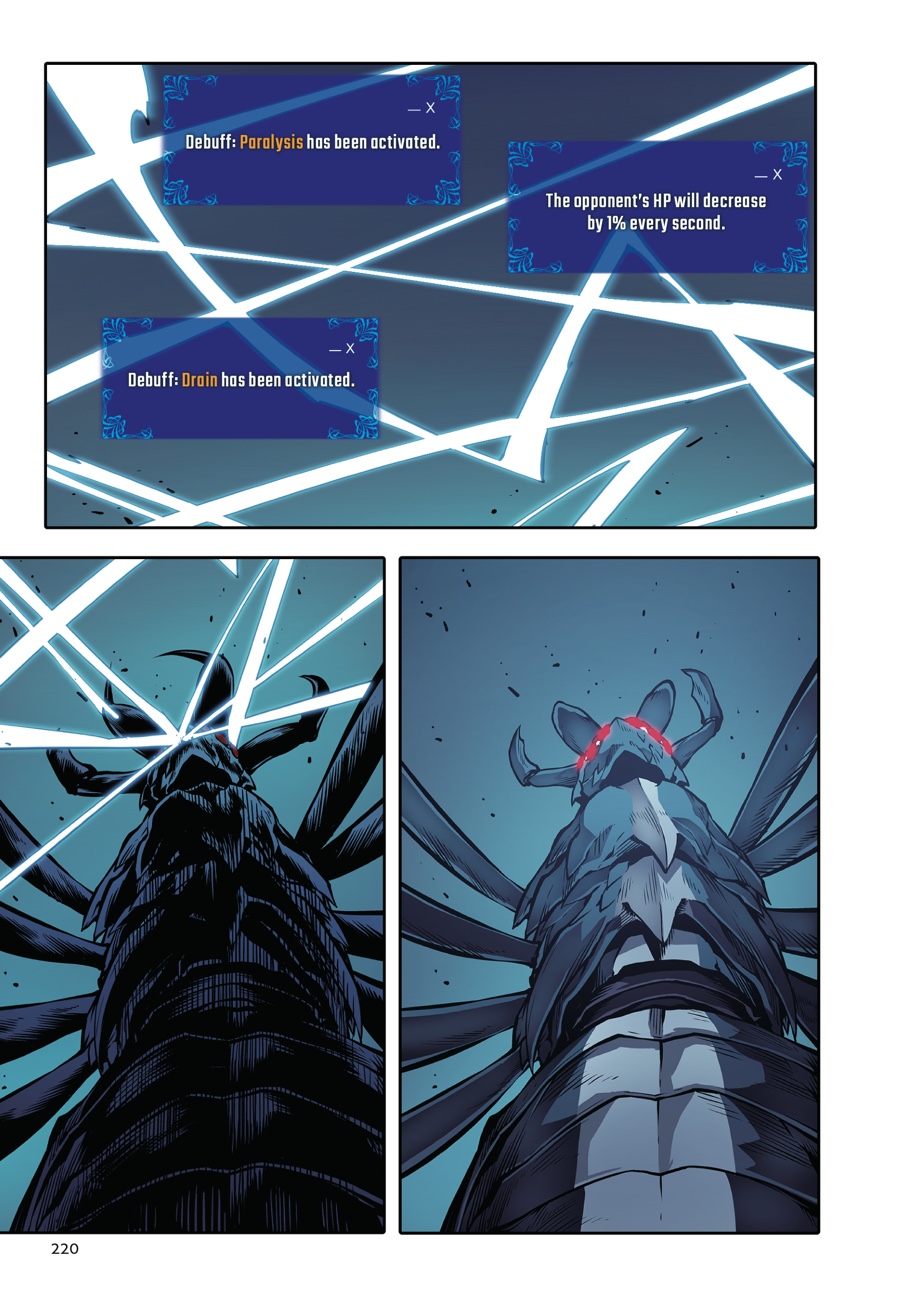 — X
Debuff: Paralysis has been activated.
— X
The opponent's HP will decrease
by 1% every second.
— X
Debuff: Drain has been activated.
220